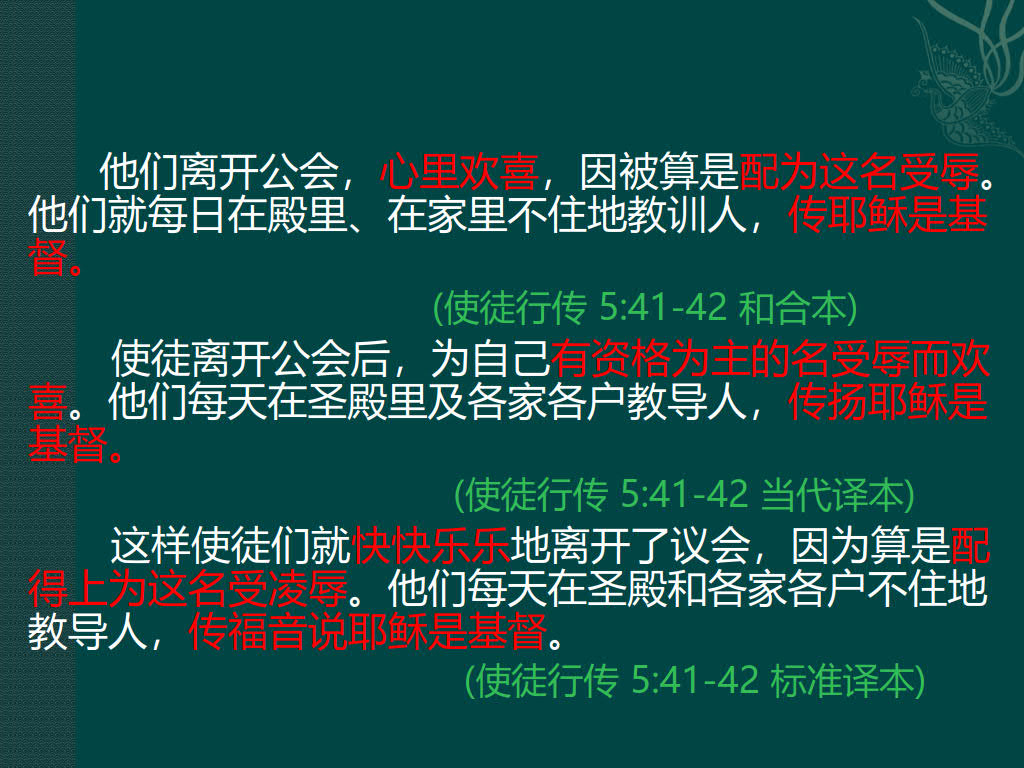 他们离开公会，心里欢喜，因被算是配为这名受辱。
他们就每日在殿里、在家里不住地教训人，传耶稣是基
督。
(使徒行传 5:41-42 和合本)
使徒离开公会后，为自己有资格为主的名受辱而欢
喜。他们每天在圣殿里及各家各户教导人，传扬耶稣是
基督。
(使徒行传 5:41-42 当代译本)
这样使徒们就快快乐乐地离开了议会，因为算是配
得上为这名受凌辱。他们每天在圣殿和各家各户不住地
教导人，传福音说耶稣是基督。
(使徒行传 5:41-42 标准译本)